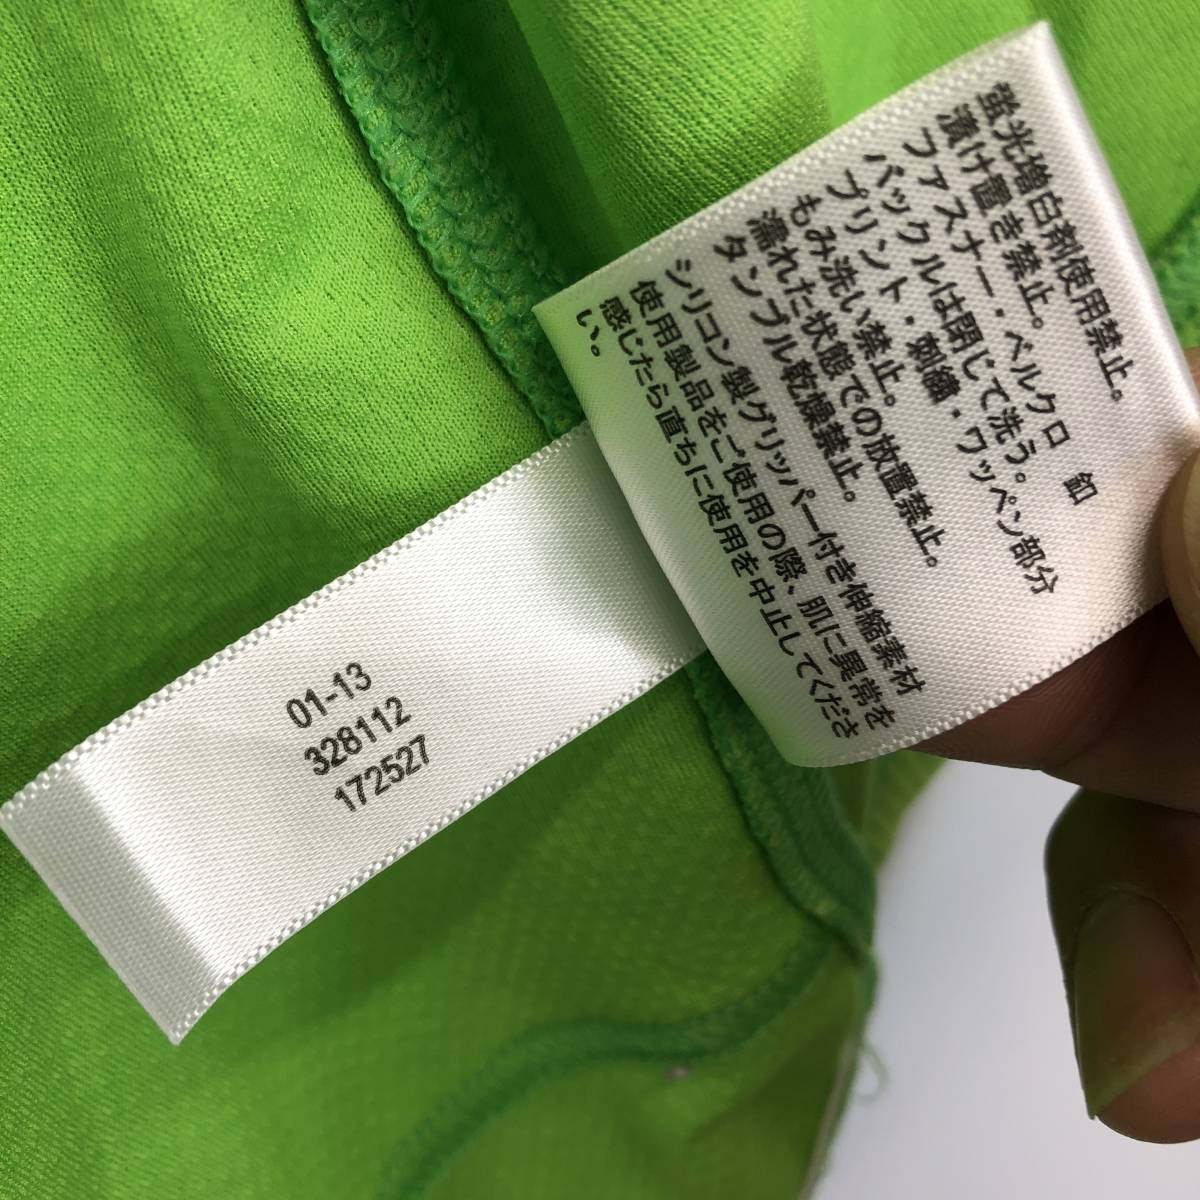 蛍光増白剤使用禁止。
漬け置き禁止。
ファスナー・ベルクロ 釦
バックルは閉じて洗う。
プリント・刺繍・ワッペン部分
もみ洗い禁止。
濡れた状態での放置禁止。
タンブル乾燥禁止。
シリコン製グリッパー付き伸縮素材
使用製品をご使用の際、肌に異常を
感じたら直ちに使用を中止してくださ
い。
01-13
328112
172527